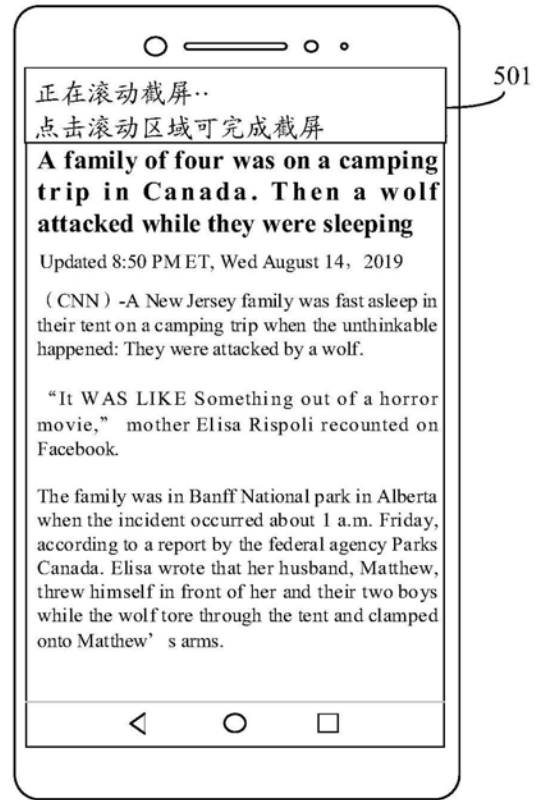 正在滚动截屏··
点击滚动区域可完成截屏
501
A family of four was on a camping
trip in Canada. Then a wolf
attacked while they were sleeping
Updated 8:50 PM ET, Wed August 14, 2019
（CNN）-A New Jersey family was fast asleep in
their tent on a camping trip when the unthinkable
happened: They were attacked by a wolf.
“It WAS LIKE Something out of a horror
movie,” mother Elisa Rispoli recounted on
Facebook.
The family was in Banff National park in Alberta
when the incident occurred about 1 a.m. Friday,
according to a report by the federal agency Parks
Canada. Elisa wrote that her husband, Matthew,
threw himself in front of her and their two boys
while the wolf tore through the tent and clamped
onto Matthew’s arms.